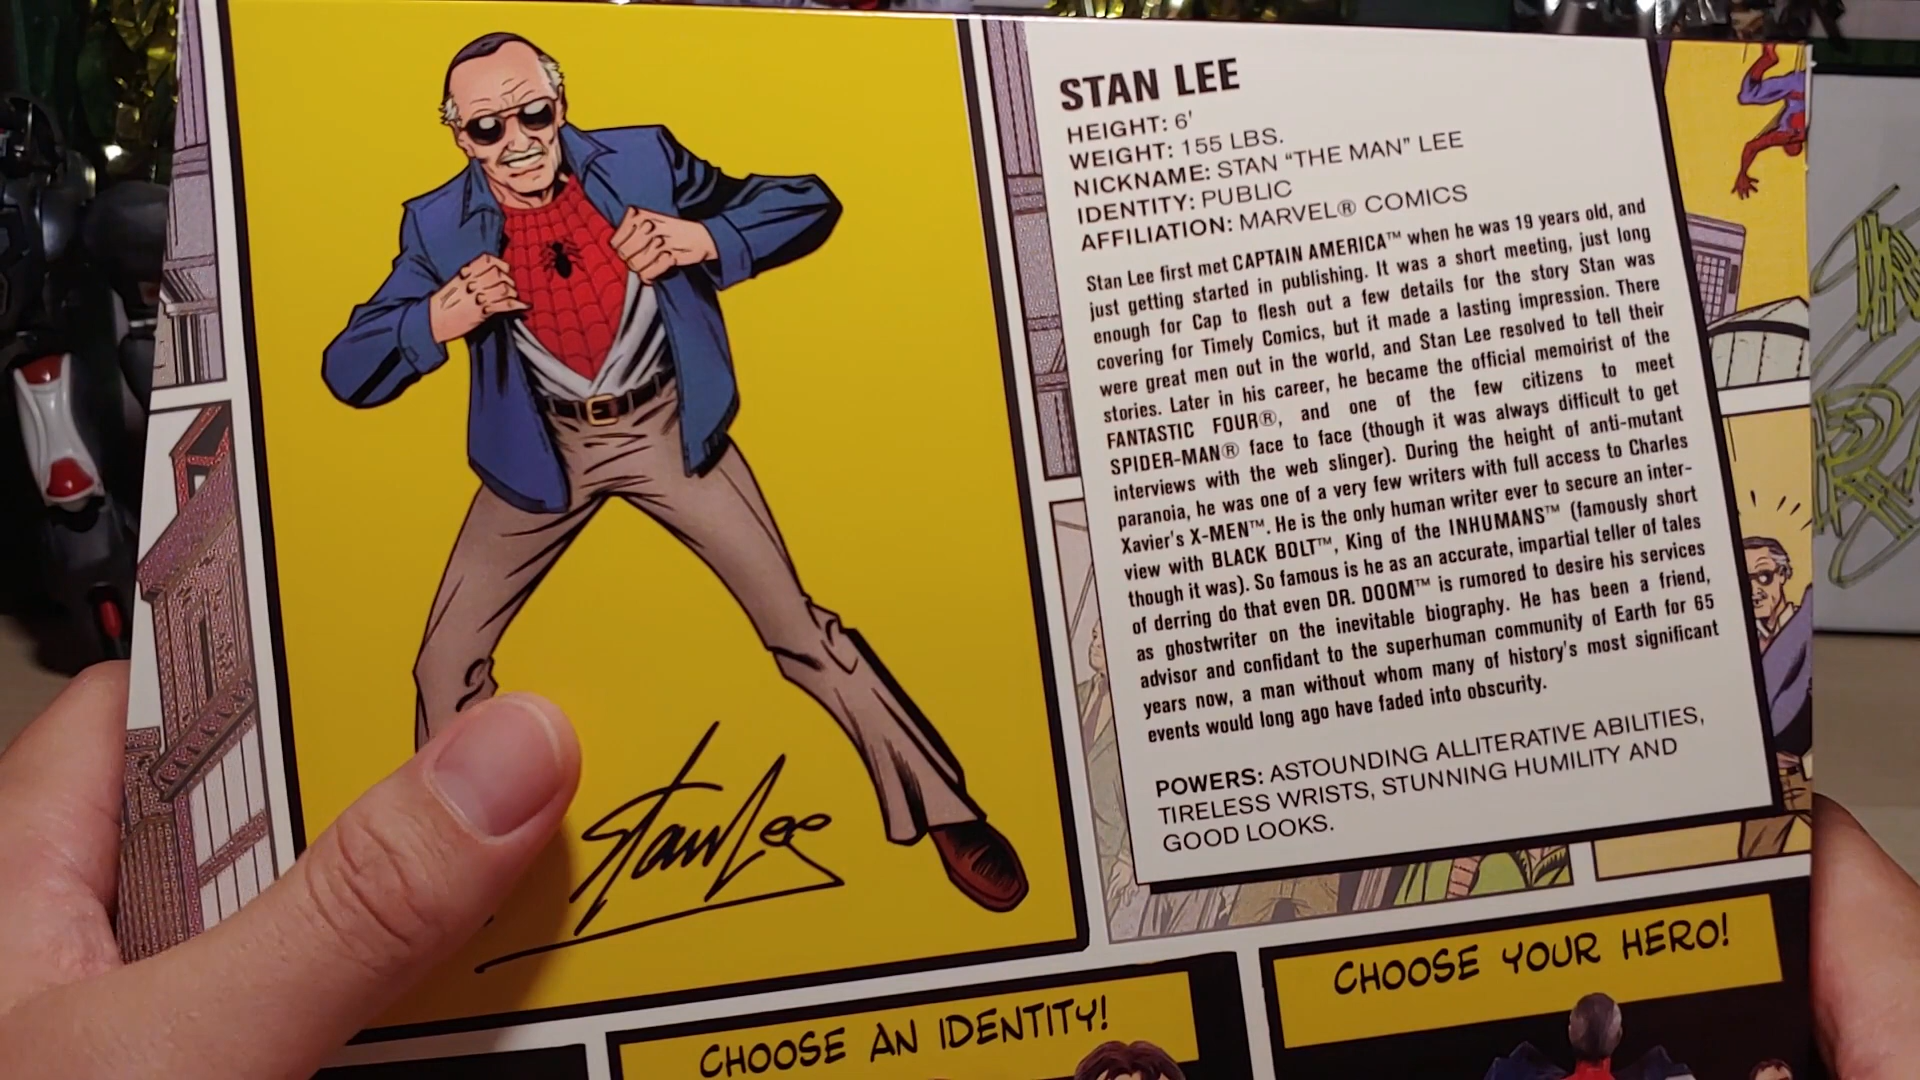 STAN LEE
HEIGHT: 6'
WEIGHT: 155 LBS.
NICKNAME: STAN "THE MAN" LEE
IDENTITY: PUBLIC
AFFILIATION: MARVEL® COMICS
Stan Lee first met CAPTAIN AMERICA™ when he was 19 years old, and
just getting started in publishing. It was a short meeting, just long
enough for Cap to flesh out a few details for the story Stan was
covering for Timely Comics, but it made a lasting impression. There
were great men out in the world, and Stan Lee resolved to tell their
stories. Later in his career, he became the official memoirist of the
FANTASTIC FOUR®, and one of the few citizens to meet
SPIDER-MAN® face to face (though it was always difficult to get
interviews with the web slinger). During the height of anti-mutant
paranoia, he was one of a very few writers with full access to Charles
Xavier's X-MEN™. He is the only human writer ever to secure an inter-
view with BLACK BOLT™, King of the INHUMANS™ (famously short
though it was). So famous is he as an accurate, impartial teller of tales
of derring do that even DR. DOOM™ is rumored to desire his services
as ghostwriter on the inevitable biography. He has been a friend,
advisor and confidant to the superhuman community of Earth for 65
years now, a man without whom many of history's most significant
events would long ago have faded into obscurity.
POWERS: ASTOUNDING ALLITERATIVE ABILITIES,
TIRELESS WRISTS, STUNNING HUMILITY AND
GOOD LOOKS.
Stan Lee
CHOOSE AN IDENTITY!
CHOOSE YOUR HERO!